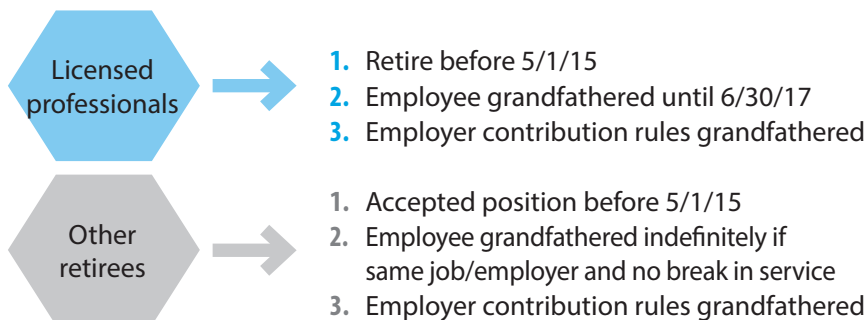 Licensed
professionals
1. Retire before 5/1/15
2. Employee grandfathered until 6/30/17
3. Employer contribution rules grandfathered
Other
retirees
1. Accepted position before 5/1/15
2. Employee grandfathered indefinitely if
same job/employer and no break in service
3. Employer contribution rules grandfathered